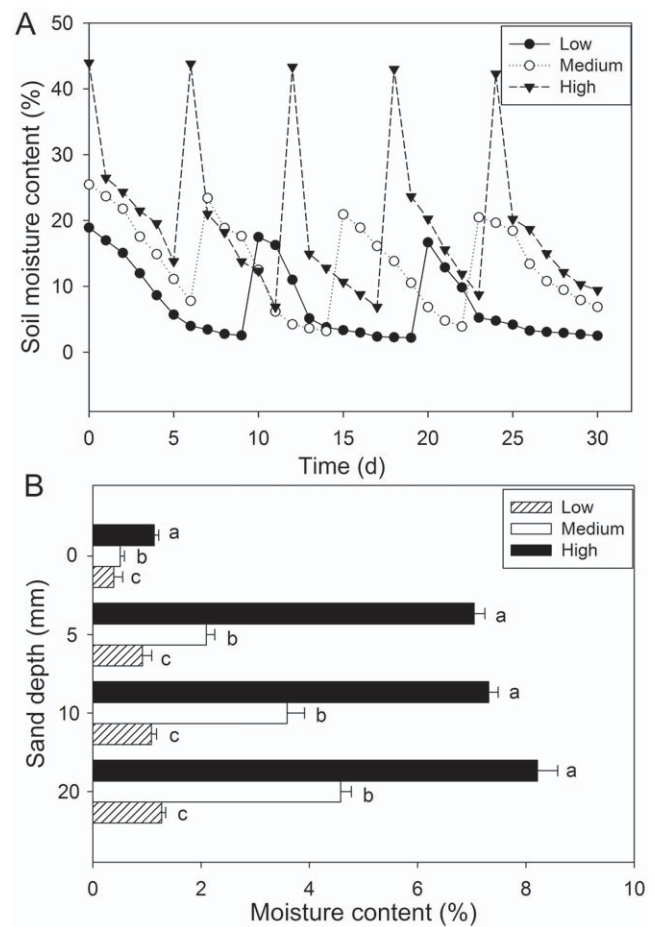 A
50
40
30
20
10
0
Soil moisture content (%)
Low
Medium
High
0 5 10 15 20 25 30
Time (d)
B
Low
Medium
High
Sand depth (mm)
a
0 b
c
a
5 b
c
a
10 b
c
a
20 b
c
0 2 4 6 8 10
Moisture content (%)